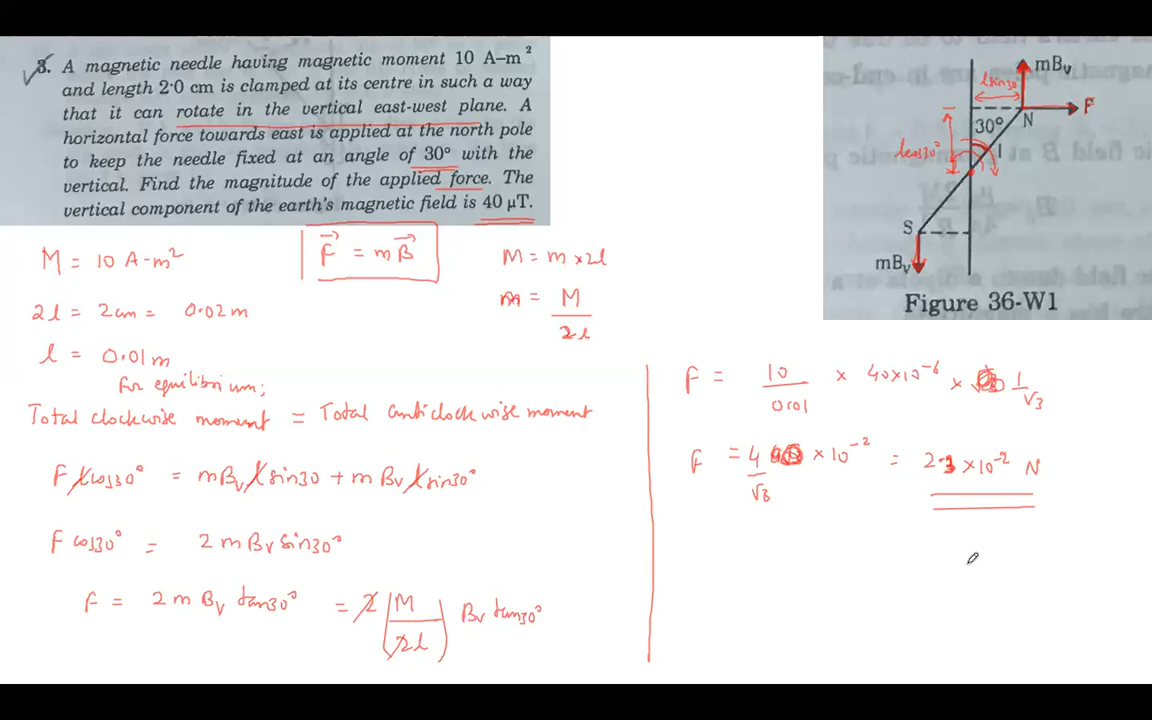 3. A magnetic needle having magnetic moment 10 A–m²
and length 2·0 cm is clamped at its centre in such a way
that it can rotate in the vertical east-west plane. A
horizontal force towards east is applied at the north pole
to keep the needle fixed at an angle of 30° with the
vertical. Find the magnitude of the applied force. The
vertical component of the earth's magnetic field is 40 μT.
mBv
l sin30°
F
30°
N
l cos30°
l
S
mBv
Figure 36-W1
M = 10 A-m²
F = mB
M = m × 2l
2l = 2cm = 0.02m
m = M/2l
l = 0.01m
For equilibrium;
Total clockwise moment = Total anticlockwise moment
F l cos30° = mBv l sin30 + m Bv l sin30°
F cos30° = 2 m Bv sin30°
F = 2 m Bv tan30° = 2 (M/2l) Bv tan30°
F = 10/0.01 × 40×10⁻⁶ × 1/√3
F = 4/√3 × 10⁻² = 2.3 × 10⁻² N